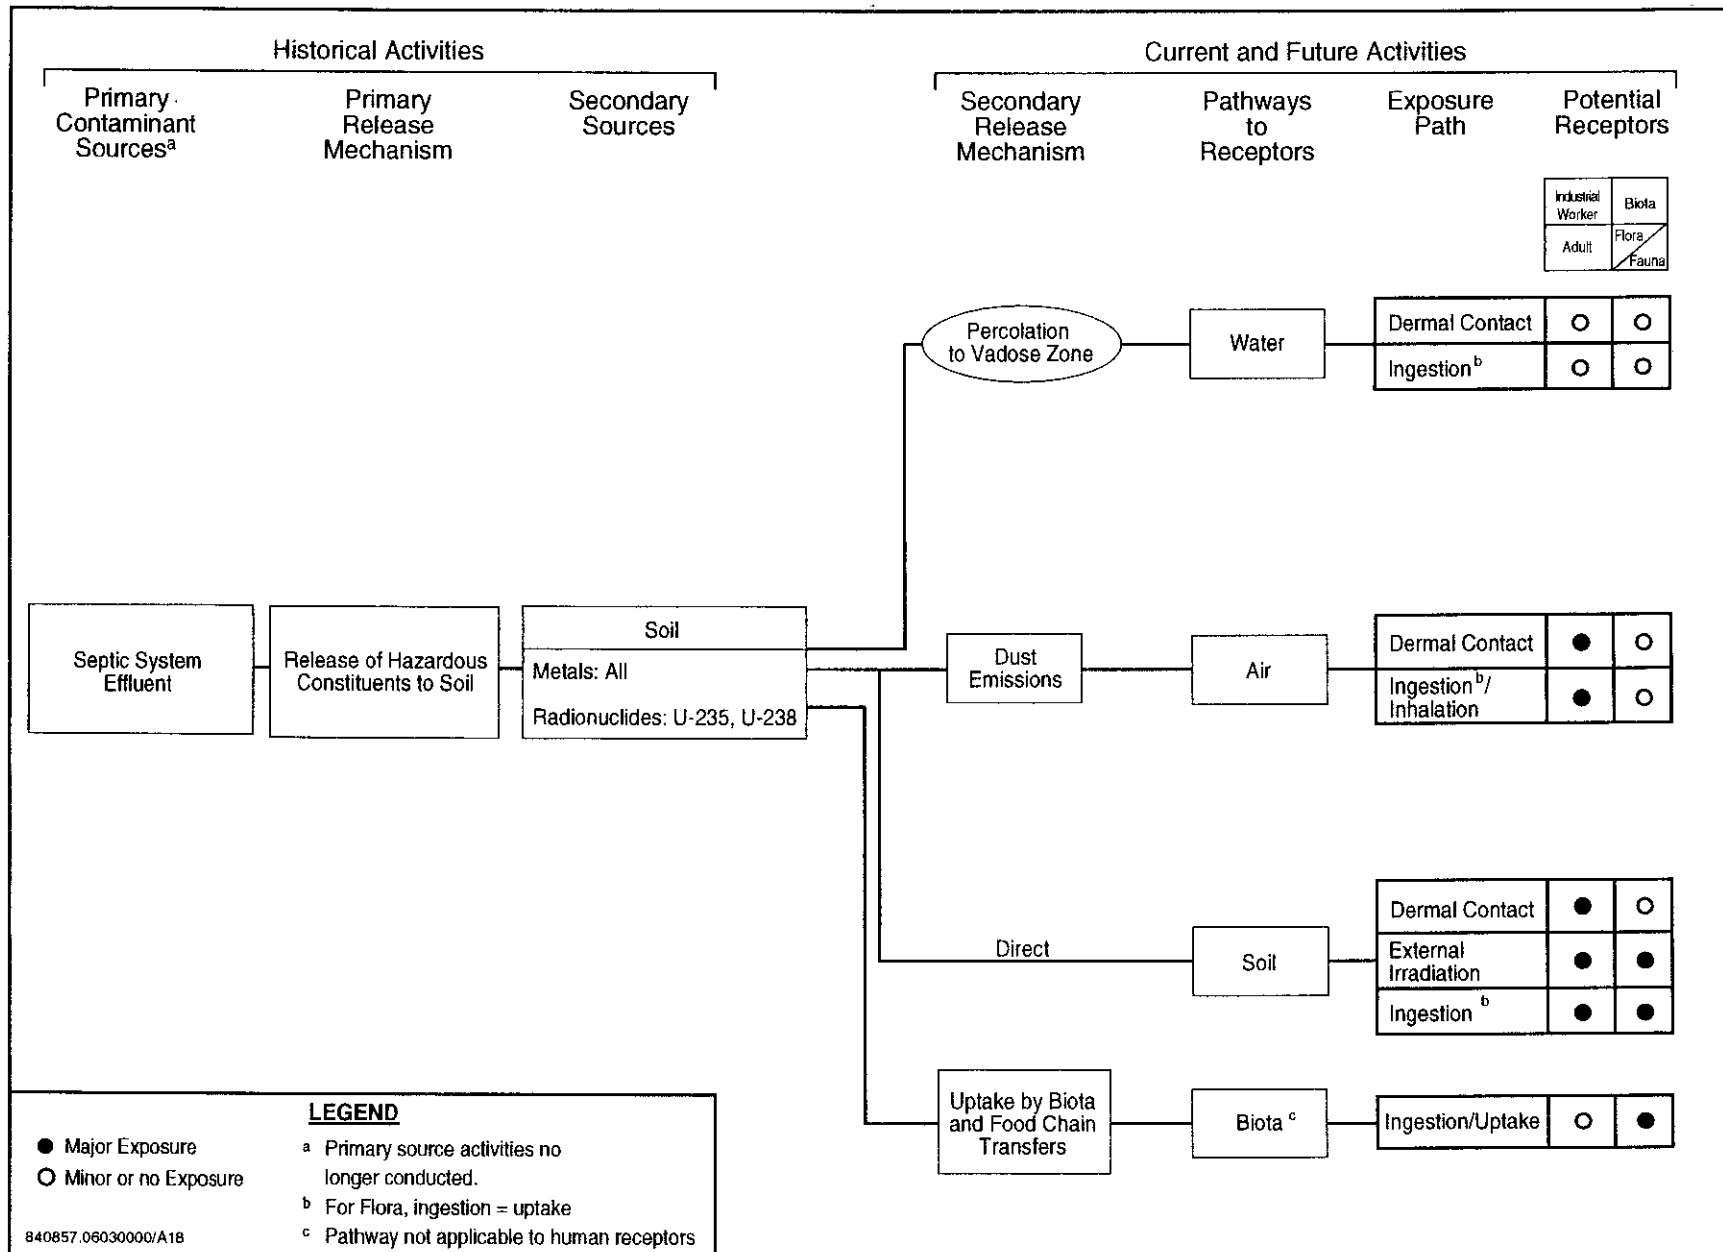 Historical Activities
Current and Future Activities
Primary
Contaminant
Sourcesᵃ
Primary
Release
Mechanism
Secondary
Sources
Secondary
Release
Mechanism
Pathways
to
Receptors
Exposure
Path
Potential
Receptors
Industrial
Worker
Biota
Adult
Flora
Fauna
Percolation
to Vadose Zone
Water
Dermal Contact
Ingestionᵇ
Septic System
Effluent
Release of Hazardous
Constituents to Soil
Soil
Metals: All
Radionuclides: U-235, U-238
Dust
Emissions
Air
Dermal Contact
Ingestionᵇ/
Inhalation
Direct
Soil
Dermal Contact
External
Irradiation
Ingestion ᵇ
Uptake by Biota
and Food Chain
Transfers
Biota ᶜ
Ingestion/Uptake
LEGEND
Major Exposure
Minor or no Exposure
ᵃ Primary source activities no
longer conducted.
ᵇ For Flora, ingestion = uptake
ᶜ Pathway not applicable to human receptors
840857.06030000/A18